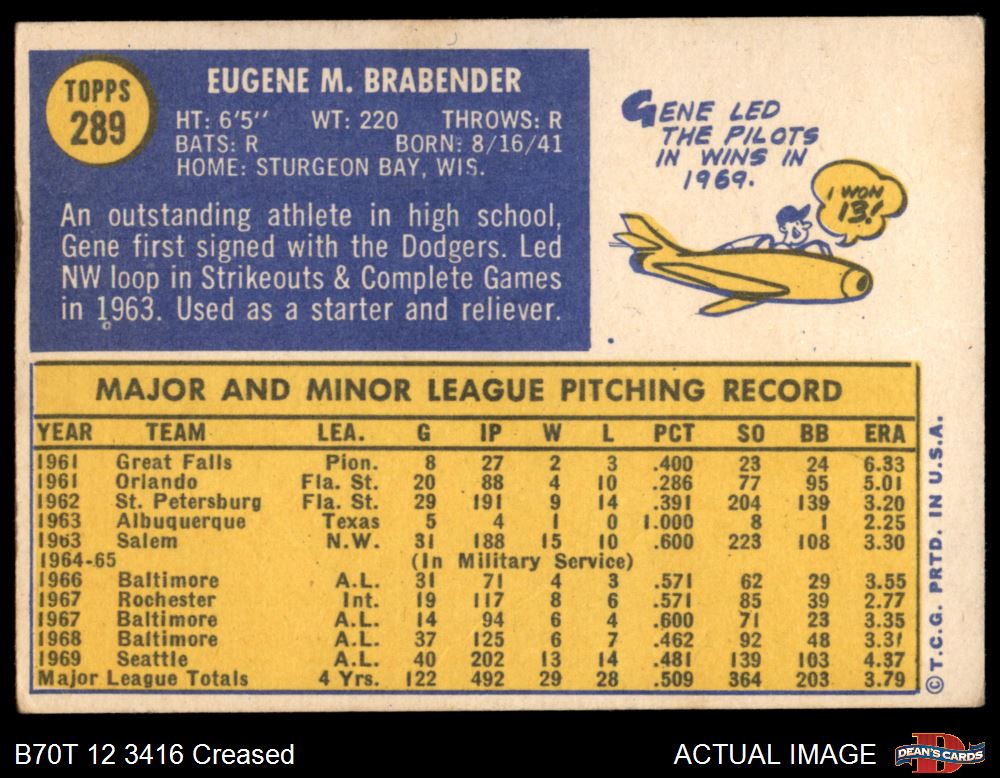 TOPPS
289
EUGENE M. BRABENDER
HT: 6'5'' WT: 220 THROWS: R
BATS: R BORN: 8/16/41
HOME: STURGEON BAY, WIS.
An outstanding athlete in high school,
Gene first signed with the Dodgers. Led
NW loop in Strikeouts & Complete Games
in 1963. Used as a starter and reliever.
GENE LED
THE PILOTS
IN WINS IN
1969.
I WON
13!
MAJOR AND MINOR LEAGUE PITCHING RECORD
YEAR TEAM LEA. G IP W L PCT SO BB ERA
1961 Great Falls Pion. 8 27 2 3 .400 23 24 6.33
1961 Orlando Fla. St. 20 88 4 10 .286 77 95 5.01
1962 St. Petersburg Fla. St. 29 191 9 14 .391 204 139 3.20
1963 Albuquerque Texas 5 4 1 0 1.000 8 1 2.25
1963 Salem N.W. 31 188 15 10 .600 223 108 3.30
1964-65 (In Military Service)
1966 Baltimore A.L. 31 71 4 3 .571 62 29 3.55
1967 Rochester Int. 19 117 8 6 .571 85 39 2.77
1967 Baltimore A.L. 14 94 6 4 .600 71 23 3.35
1968 Baltimore A.L. 37 125 6 7 .462 92 48 3.31
1969 Seattle A.L. 40 202 13 14 .481 139 103 4.37
Major League Totals 4 Yrs. 122 492 29 28 .509 364 203 3.79
©T.C.G. PRTD. IN U.S.A.
B70T 12 3416 Creased
ACTUAL IMAGE
DEAN'S CARDS